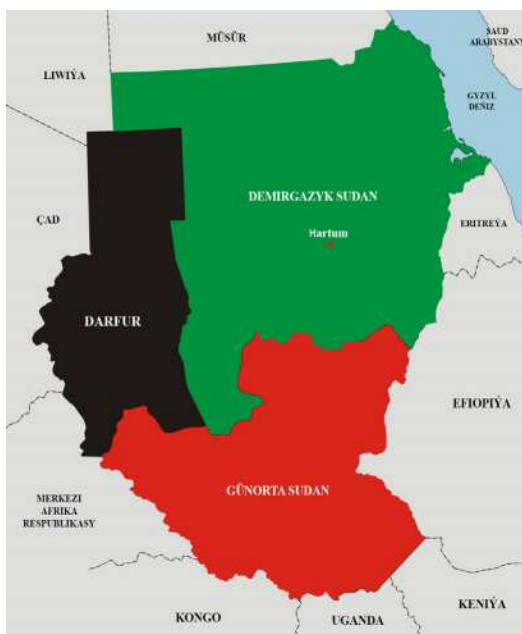 MÜSÜR
SAUD
ARABYSTANY
LIWIÝA
GYZYL
DEŇIZ
DEMIRGAZYK SUDAN
ÇAD
ERITREÝA
Hartum
DARFUR
EFIOPIÝA
GÜNORTA SUDAN
MERKEZI
AFRIKA
RESPUBLIKASY
KENIÝA
KONGO
UGANDA